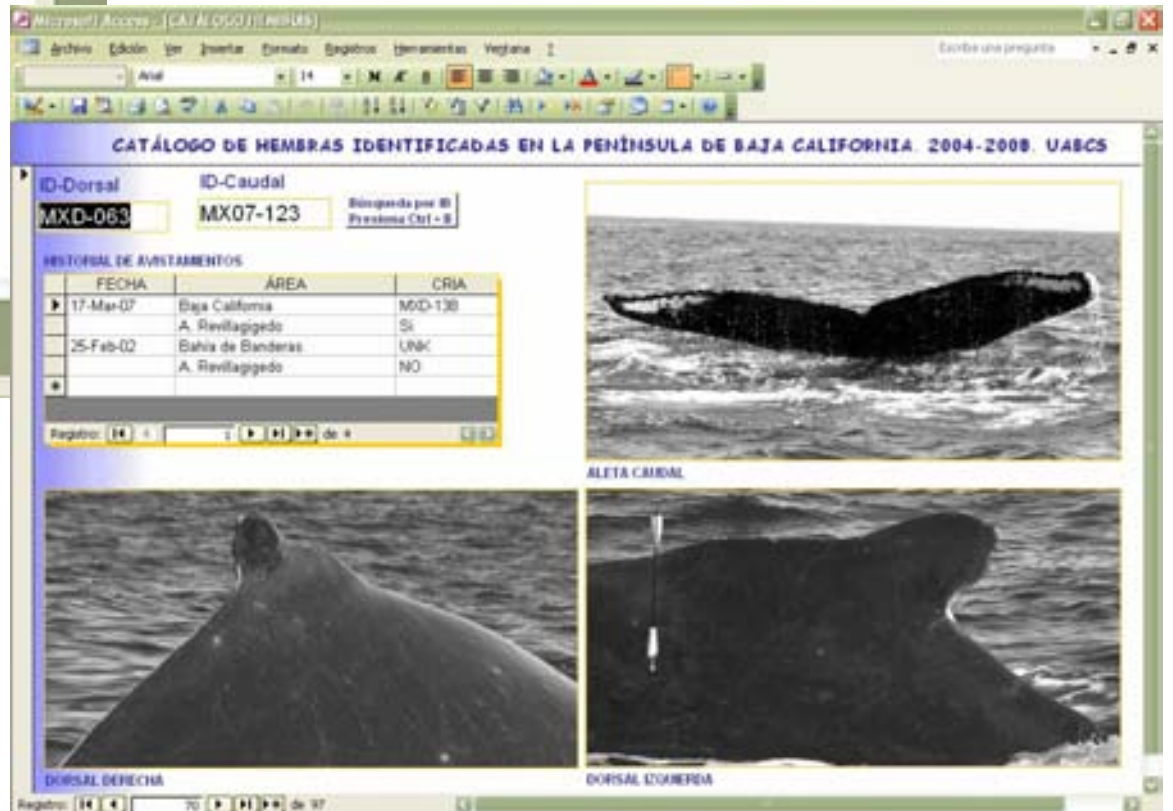 Microsoft Access - [CATÁLOGO HEMBRAS]
Archivo Edición Ver Insertar Formato Registros Herramientas Ventana ?
Escriba una pregunta
Arial 14 N K S
CATÁLOGO DE HEMBRAS IDENTIFICADAS EN LA PENÍNSULA DE BAJA CALIFORNIA. 2004-2008. UABCS
ID-Dorsal ID-Caudal
MXD-063 MX07-123
Búsqueda por ID
Presiona Ctrl + B
HISTORIAL DE AVISTAMIENTOS
FECHA ÁREA CRIA
17-Mar-07 Baja California MXD-138
A. Revillagigedo Si
25-Feb-02 Bahía de Banderas UNK
A. Revillagigedo NO
Registro: 1 de 4
ALETA CAUDAL
DORSAL DERECHA
DORSAL IZQUIERDA
Registro: 70 de 97